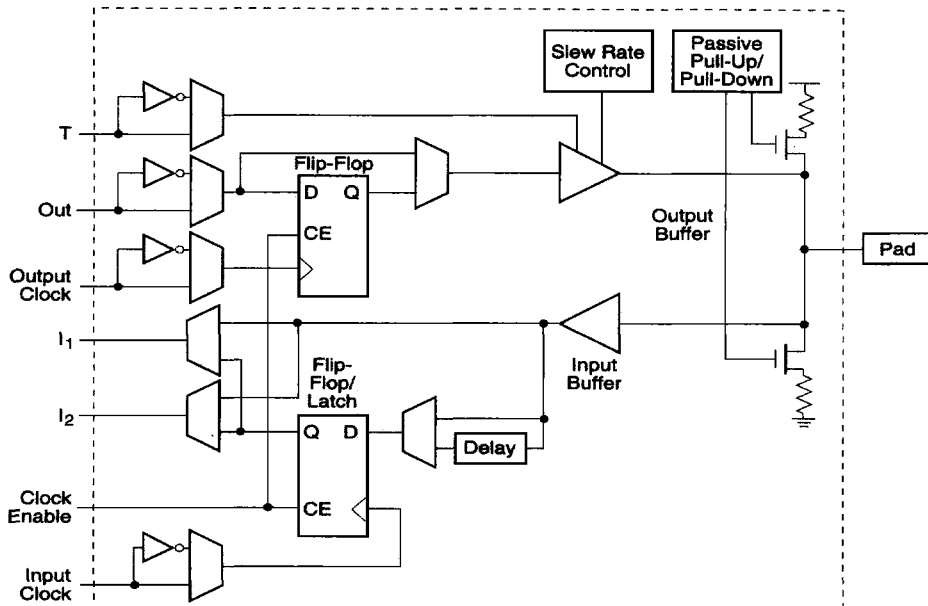 Slew Rate
Control
Passive
Pull-Up/
Pull-Down
T
Flip-Flop
D
Q
Out
CE
Output
Buffer
Pad
Output
Clock
I1
Input
Buffer
Flip-
Flop/
Latch
I2
Q
D
Delay
Clock
Enable
CE
Input
Clock